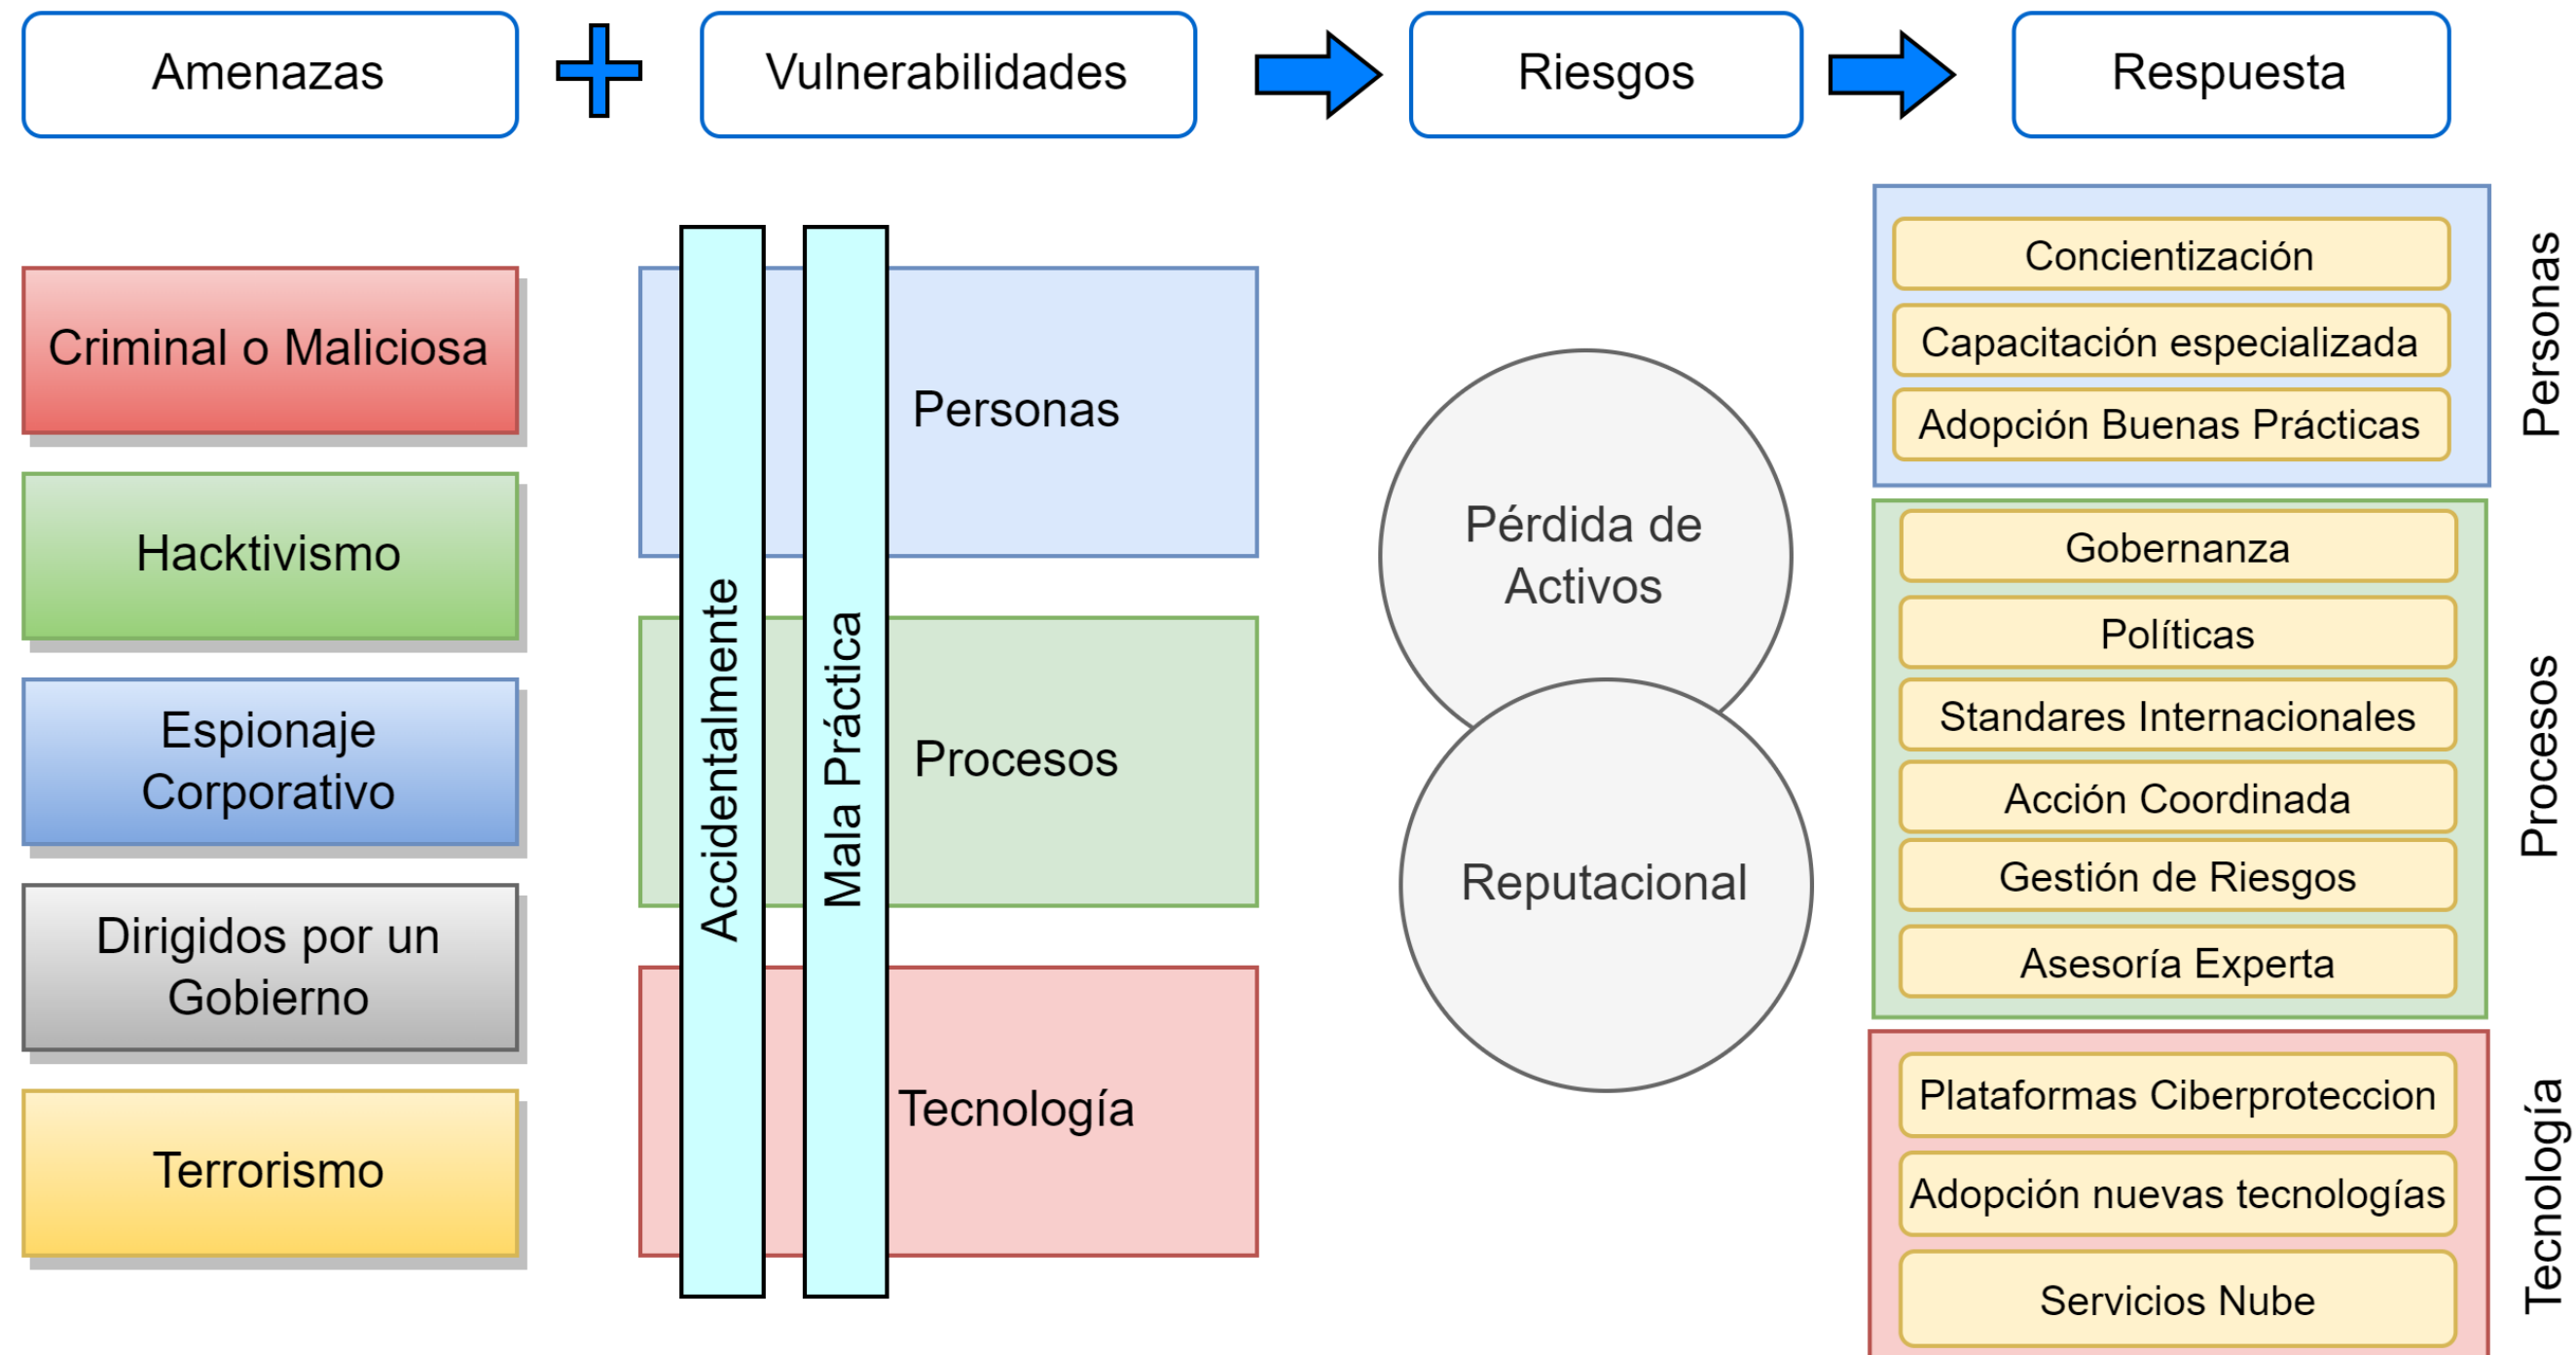 Amenazas
Vulnerabilidades
Riesgos
Respuesta
Criminal o Maliciosa
Hacktivismo
Espionaje
Corporativo
Dirigidos por un
Gobierno
Terrorismo
Accidentalmente
Mala Práctica
Personas
Procesos
Tecnología
Pérdida de
Activos
Reputacional
Concientización
Capacitación especializada
Adopción Buenas Prácticas
Personas
Gobernanza
Políticas
Standares Internacionales
Acción Coordinada
Gestión de Riesgos
Asesoría Experta
Procesos
Plataformas Ciberproteccion
Adopción nuevas tecnologías
Servicios Nube
Tecnología